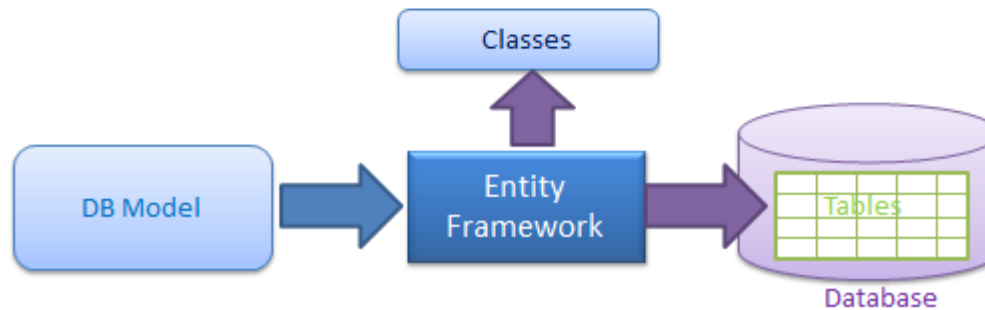 Classes
DB Model
Entity
Framework
Tables
Database